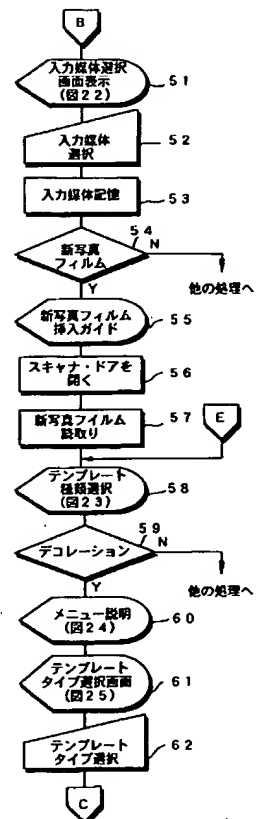 B
入力媒体選択
画面表示
(図22)
51
入力媒体
選択
52
入力媒体記憶
53
新写真
フィルム
54
N
Y
他の処理へ
新写真フィルム
挿入ガイド
55
スキャナ・ドアを
開く
56
新写真フイルム
読取り
57
E
テンプレート
種類選択
(図23)
58
デコレーション
59
N
Y
他の処理へ
メニュー説明
(図24)
60
テンプレート
タイプ選択画面
(図25)
61
テンプレート
タイプ選択
62
C